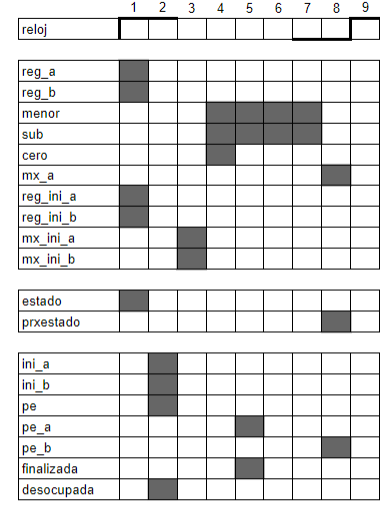 1 2 3 4 5 6 7 8 9
reloj
reg_a
reg_b
menor
sub
cero
mx_a
reg_ini_a
reg_ini_b
mx_ini_a
mx_ini_b
estado
prxestado
ini_a
ini_b
pe
pe_a
pe_b
finalizada
desocupada